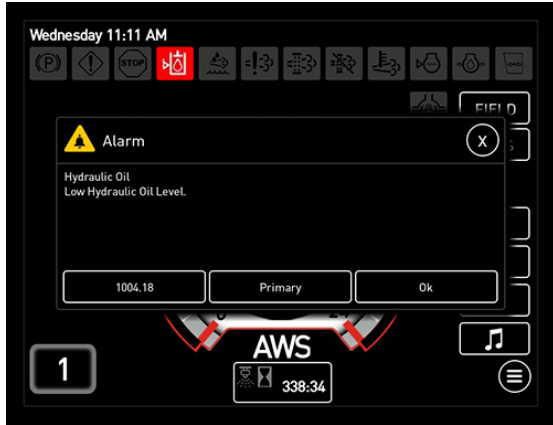 Wednesday 11:11 AM
STOP
FIELD
Alarm
X
S
Hydraulic Oil
Low Hydraulic Oil Level.
1004.18
Primary
Ok
AWS
1
338:34